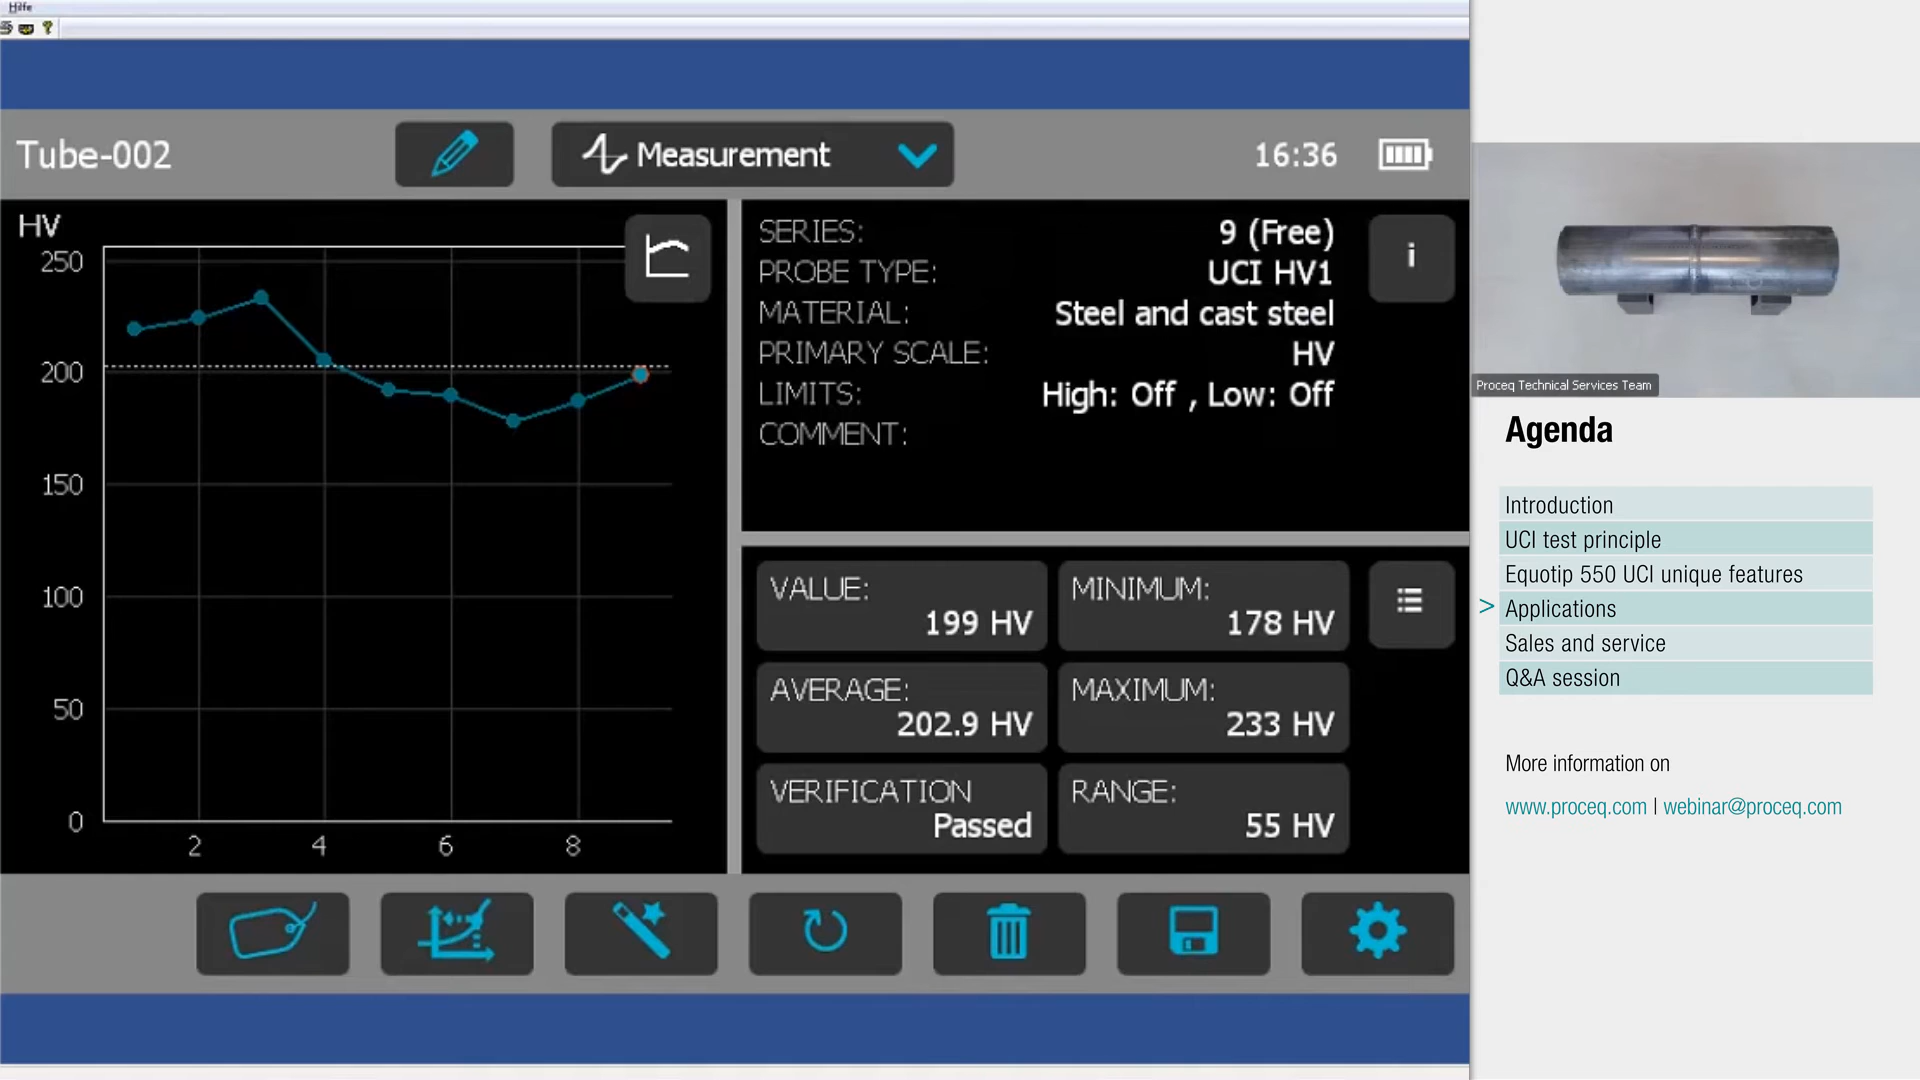 Hilfe
Tube-002
Measurement
16:36
HV
250
200
150
100
50
0
2 4 6 8
SERIES: 9 (Free)
PROBE TYPE: UCI HV1
MATERIAL: Steel and cast steel
PRIMARY SCALE: HV
LIMITS: High: Off , Low: Off
COMMENT:
i
VALUE: 199 HV
MINIMUM: 178 HV
AVERAGE: 202.9 HV
MAXIMUM: 233 HV
VERIFICATION Passed
RANGE: 55 HV
Proceq Technical Services Team
Agenda
Introduction
UCI test principle
Equotip 550 UCI unique features
> Applications
Sales and service
Q&A session
More information on
www.proceq.com | webinar@proceq.com